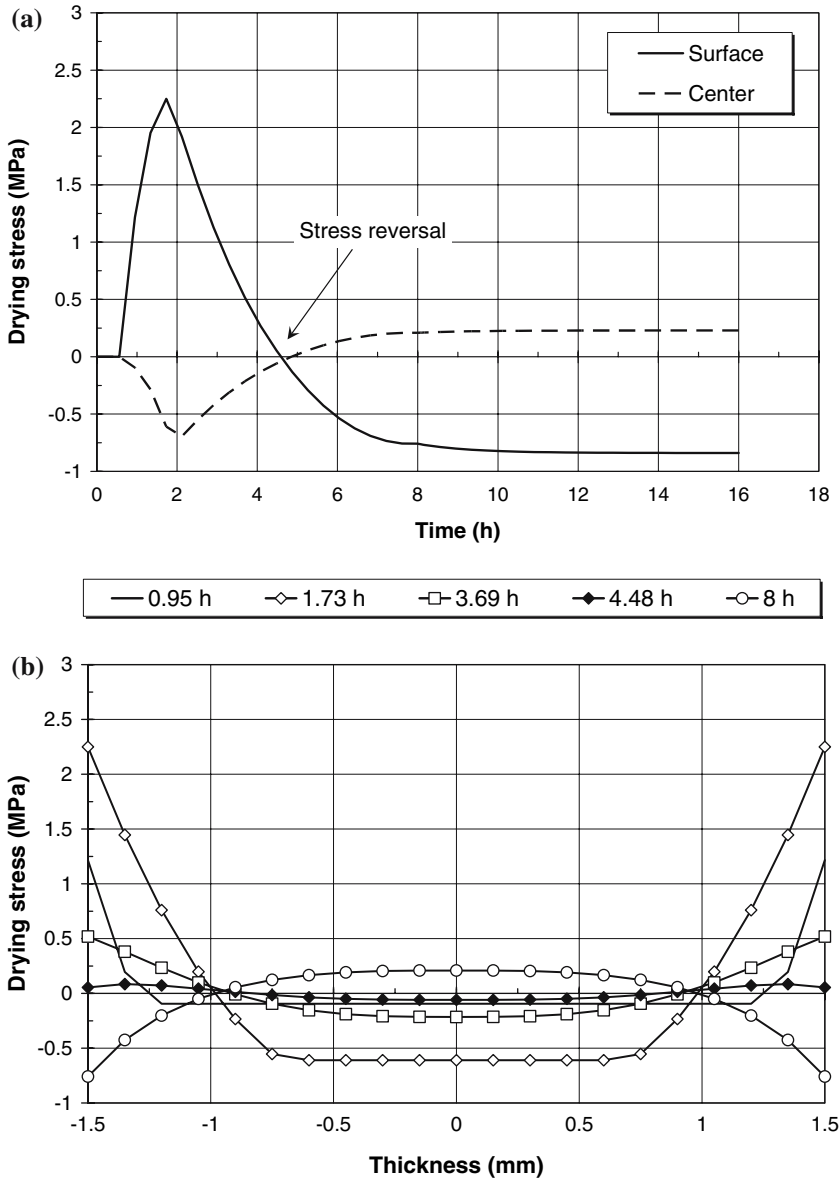 (a)
3
2.5
2
1.5
1
0.5
0
-0.5
-1
Drying stress (MPa)
Surface
Center
Stress reversal
0 2 4 6 8 10 12 14 16 18
Time (h)
0.95 h 1.73 h 3.69 h 4.48 h 8 h
(b)
3
2.5
2
1.5
1
0.5
0
-0.5
-1
Drying stress (MPa)
-1.5 -1 -0.5 0 0.5 1 1.5
Thickness (mm)